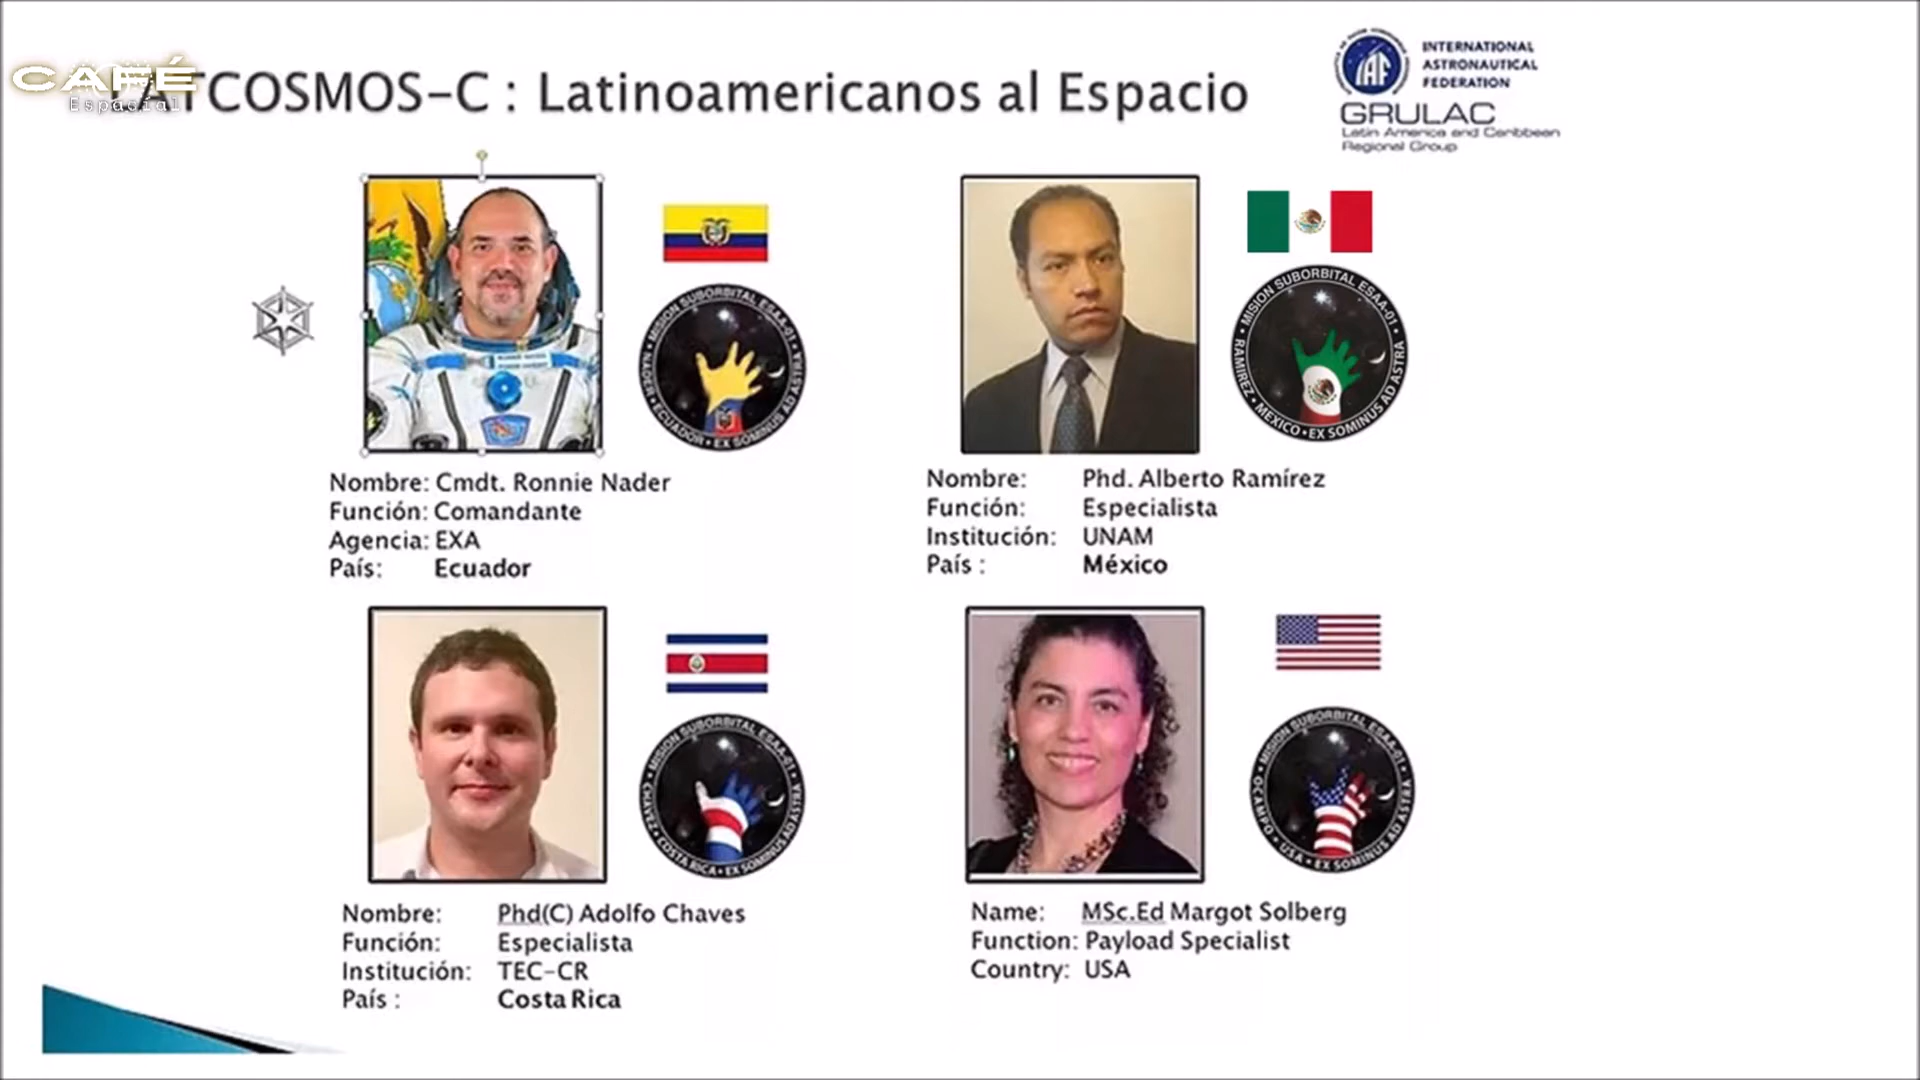 CAFÉ
Espacial
LATCOSMOS-C : Latinoamericanos al Espacio
IAF
INTERNATIONAL
ASTRONAUTICAL
FEDERATION
GRULAC
Latin America and Caribbean
Regional Group
MISION SUBORBITAL ESAA-01 • NADER • ECUADOR • EX SOMINUS AD ASTRA •
Nombre: Cmdt. Ronnie Nader
Función: Comandante
Agencia: EXA
País: Ecuador
MISION SUBORBITAL ESAA-01 • RAMIREZ • MEXICO • EX SOMINUS AD ASTRA •
Nombre: Phd. Alberto Ramírez
Función: Especialista
Institución: UNAM
País : México
MISION SUBORBITAL ESAA-01 • CHAVEZ • COSTA RICA • EX SOMINUS AD ASTRA •
Nombre: Phd(C) Adolfo Chaves
Función: Especialista
Institución: TEC-CR
País : Costa Rica
MISION SUBORBITAL ESAA-01 • OCAMPO • USA • EX SOMINUS AD ASTRA •
Name: MSc.Ed Margot Solberg
Function: Payload Specialist
Country: USA